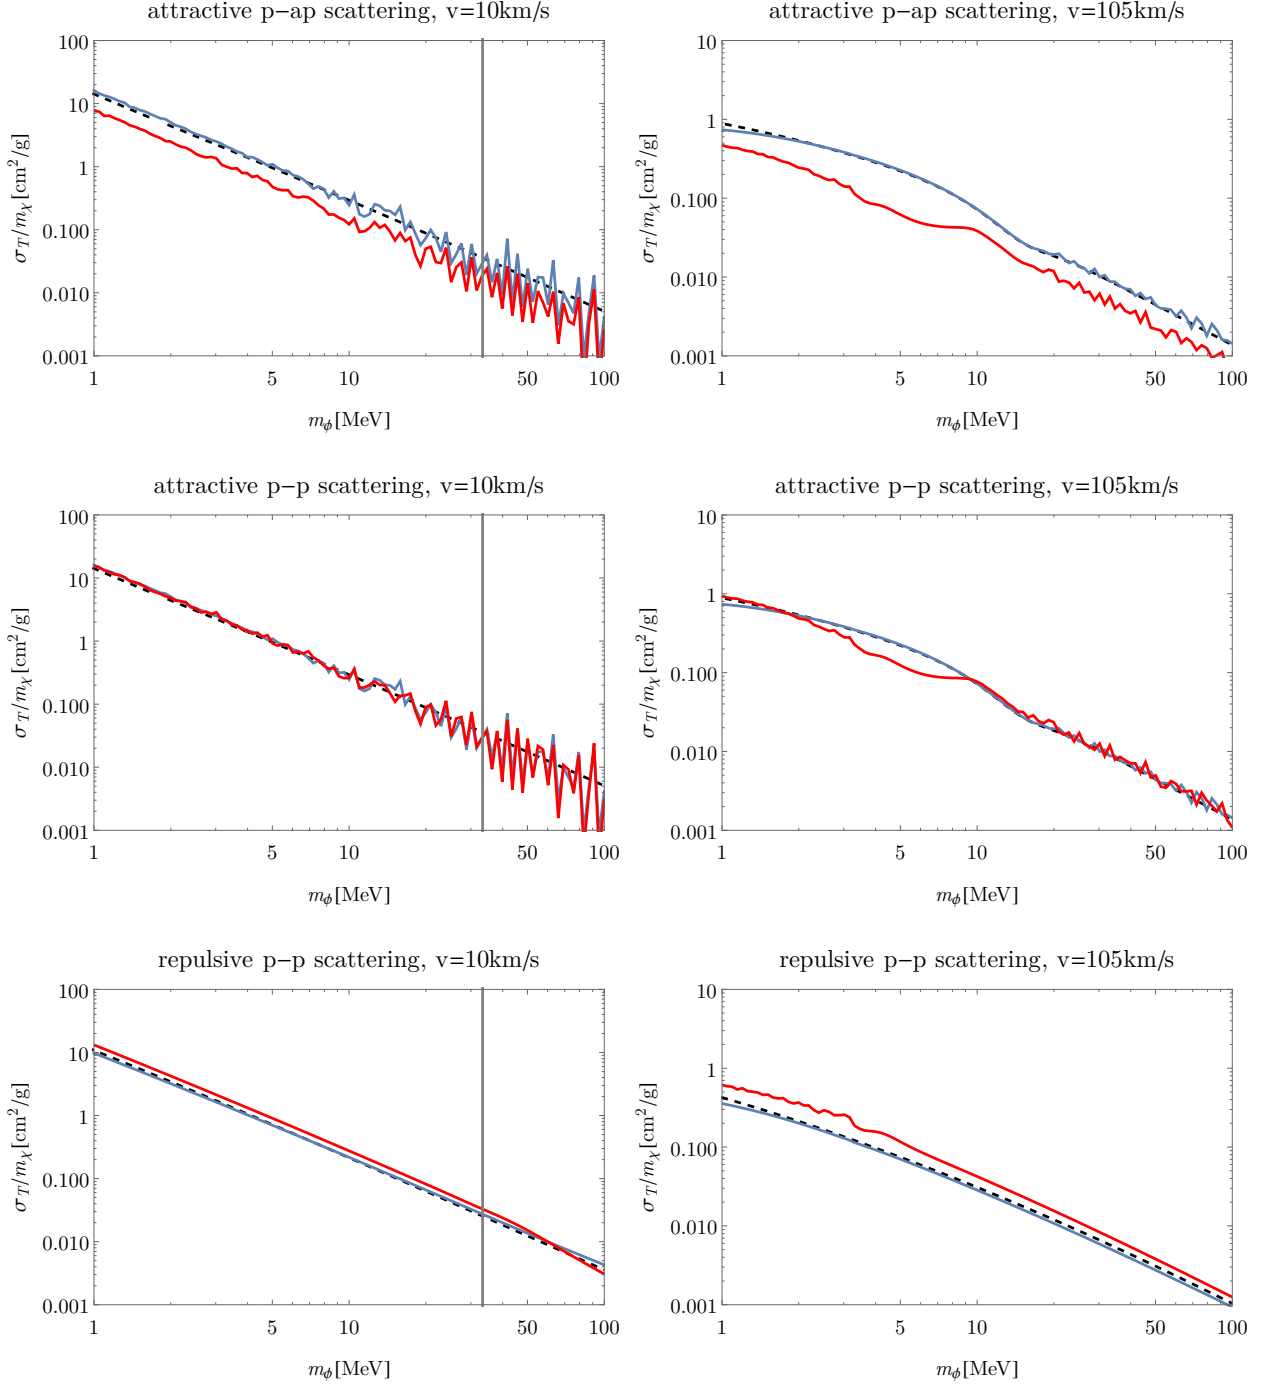 attractive p−ap scattering, v=10km/s
100
10
1
0.100
0.010
0.001
σT/mχ[cm²/g]
1 5 10 50 100
mϕ[MeV]
attractive p−ap scattering, v=105km/s
10
1
0.100
0.010
0.001
σT/mχ[cm²/g]
1 5 10 50 100
mϕ[MeV]
attractive p−p scattering, v=10km/s
100
10
1
0.100
0.010
0.001
σT/mχ[cm²/g]
1 5 10 50 100
mϕ[MeV]
attractive p−p scattering, v=105km/s
10
1
0.100
0.010
0.001
σT/mχ[cm²/g]
1 5 10 50 100
mϕ[MeV]
repulsive p−p scattering, v=10km/s
100
10
1
0.100
0.010
0.001
σT/mχ[cm²/g]
1 5 10 50 100
mϕ[MeV]
repulsive p−p scattering, v=105km/s
10
1
0.100
0.010
0.001
σT/mχ[cm²/g]
1 5 10 50 100
mϕ[MeV]